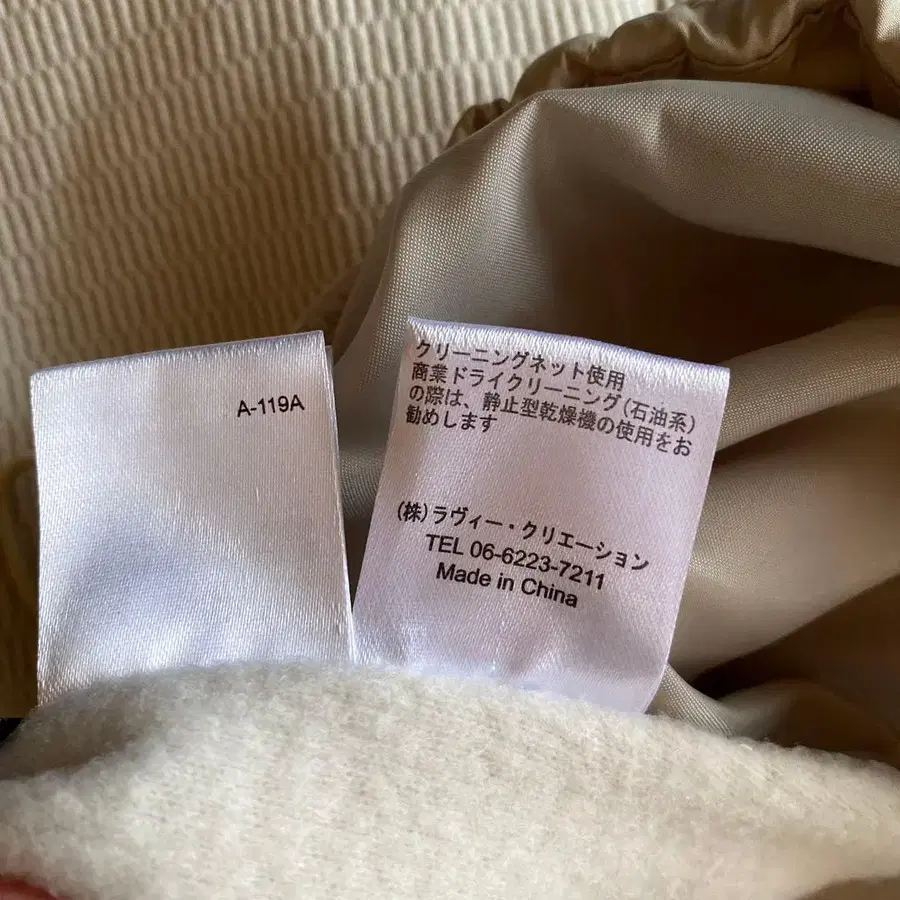 A-119A
クリーニングネット使用
商業ドライクリーニング(石油系)
の際は、静止型乾燥機の使用をお
勧めします
(株)ラヴィー・クリエーション
TEL 06-6223-7211
Made in China